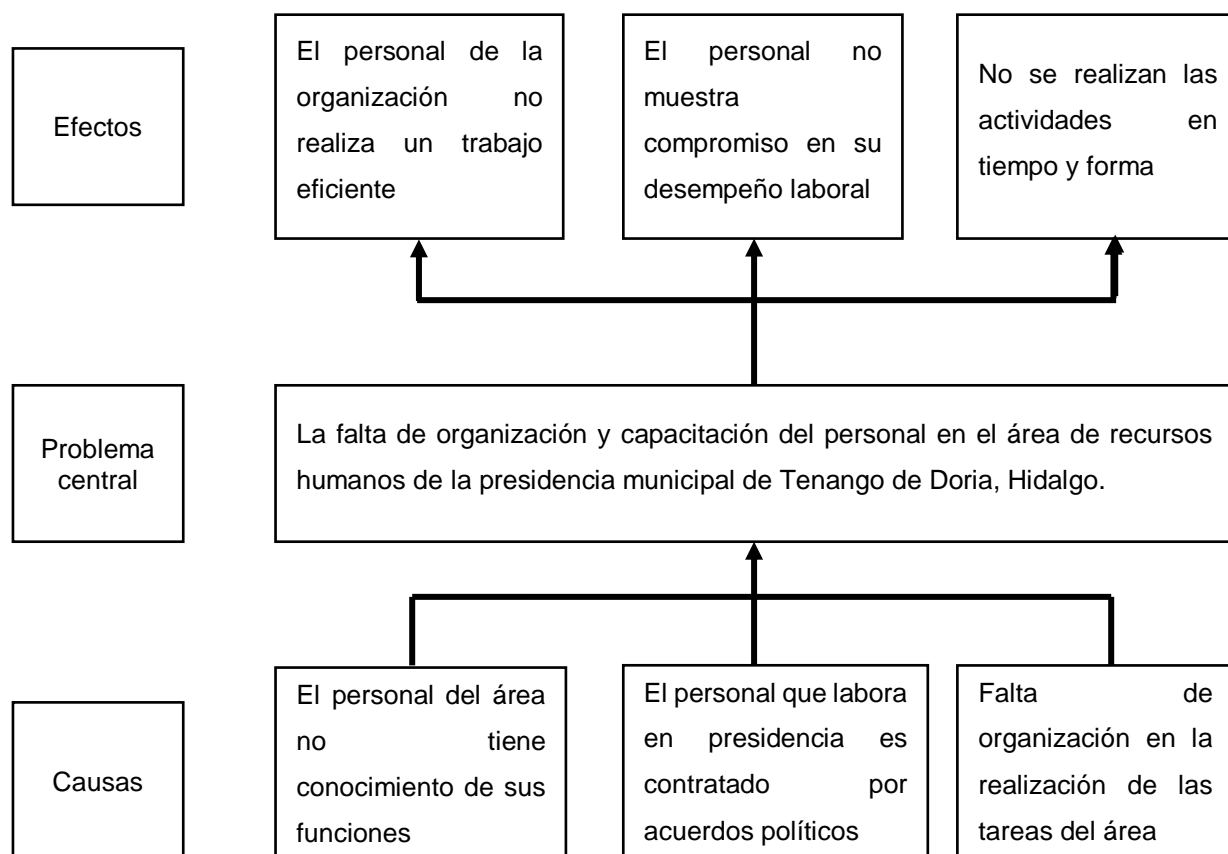 Efectos
El personal de la
organización no
realiza un trabajo
eficiente
El personal no
muestra
compromiso en su
desempeño laboral
No se realizan las
actividades en
tiempo y forma
Problema
central
La falta de organización y capacitación del personal en el área de recursos
humanos de la presidencia municipal de Tenango de Doria, Hidalgo.
Causas
El personal del área
no tiene
conocimiento de sus
funciones
El personal que labora
en presidencia es
contratado por
acuerdos políticos
Falta de
organización en la
realización de las
tareas del área